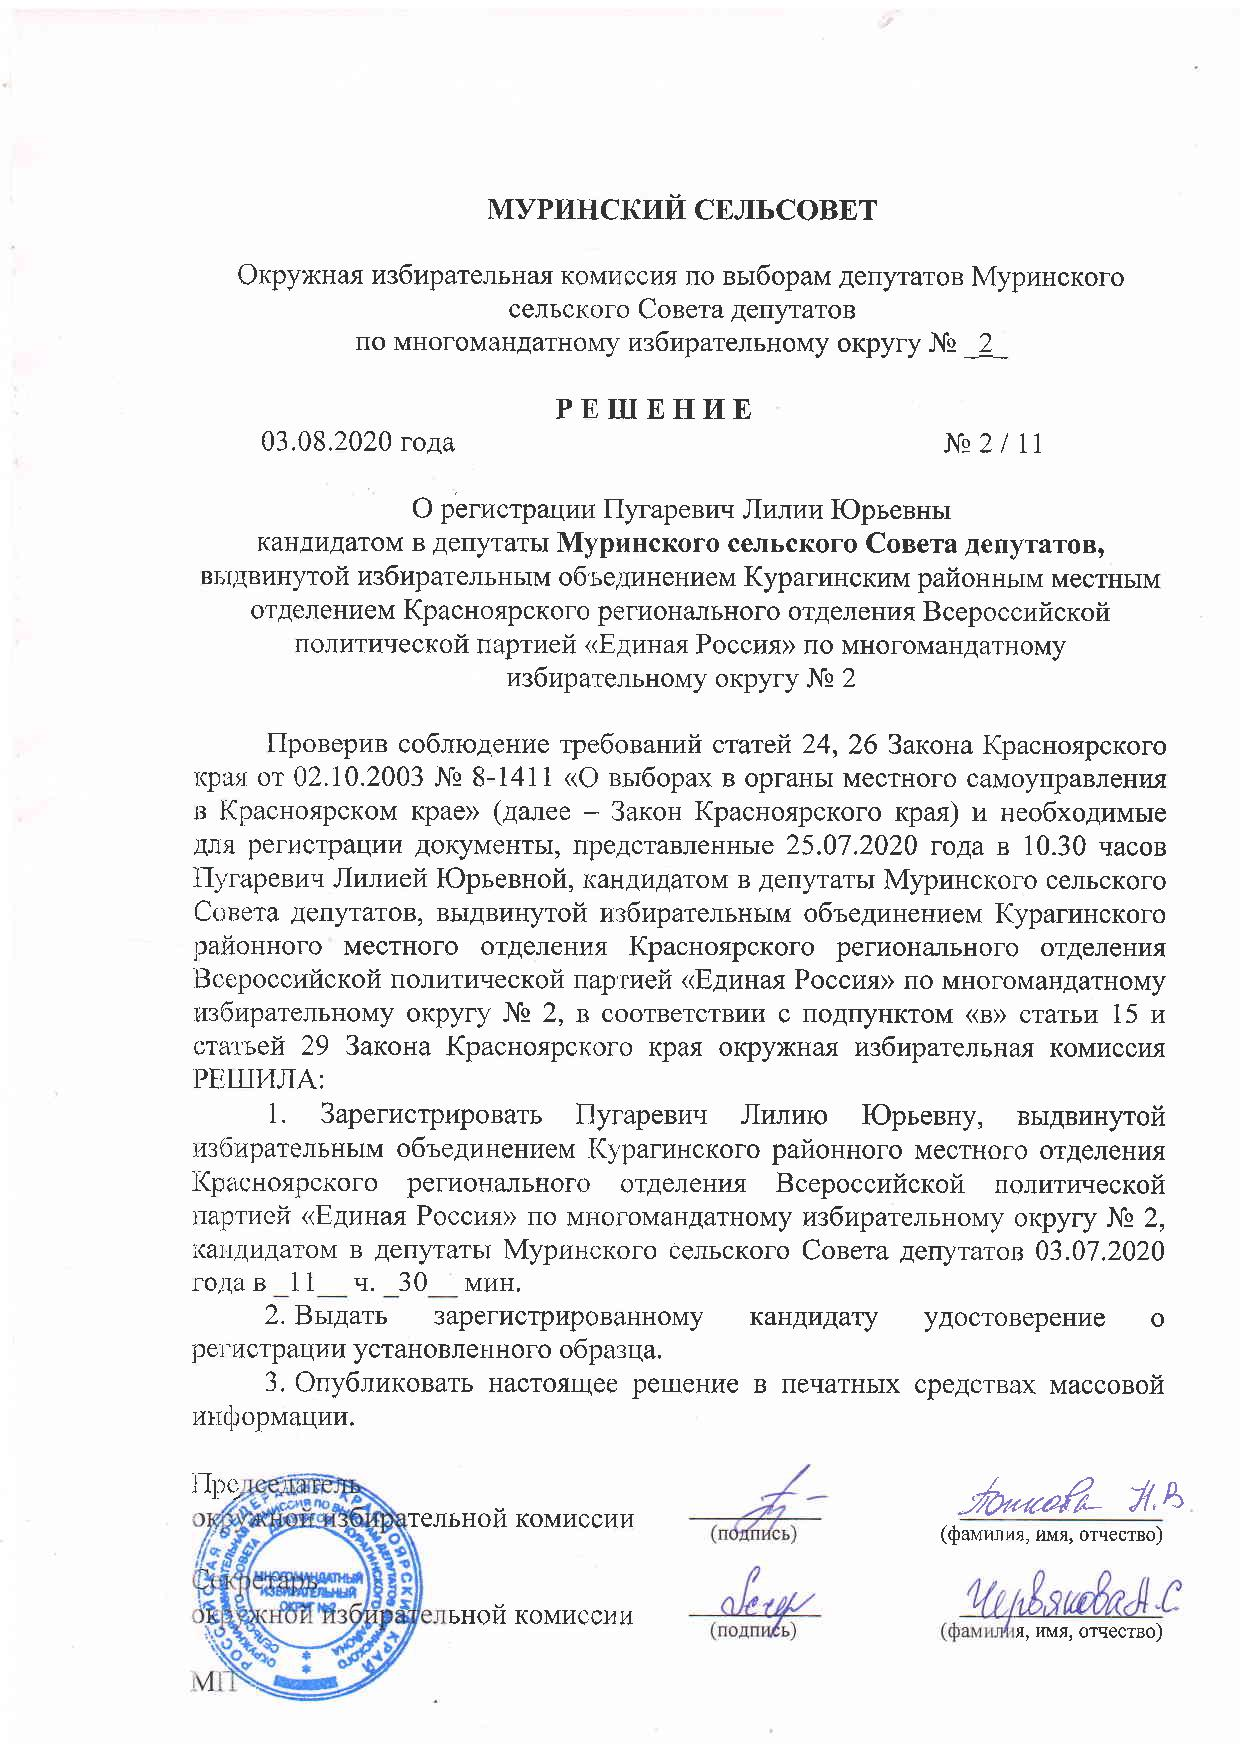 МУРИНСКИЙ СЕЛЬСОВЕТ
Окружная избирательная комиссия по выборам депутатов Муринского
сельского Совета депутатов
по многомандатному избирательному округу № _2_
Р Е Ш Е Н И Е
03.08.2020 года № 2 / 11
О регистрации Пугаревич Лилии Юрьевны
кандидатом в депутаты Муринского сельского Совета депутатов,
выдвинутой избирательным объединением Курагинским районным местным
отделением Красноярского регионального отделения Всероссийской
политической партией «Единая Россия» по многомандатному
избирательному округу № 2
Проверив соблюдение требований статей 24, 26 Закона Красноярского
края от 02.10.2003 № 8-1411 «О выборах в органы местного самоуправления
в Красноярском крае» (далее – Закон Красноярского края) и необходимые
для регистрации документы, представленные 25.07.2020 года в 10.30 часов
Пугаревич Лилией Юрьевной, кандидатом в депутаты Муринского сельского
Совета депутатов, выдвинутой избирательным объединением Курагинского
районного местного отделения Красноярского регионального отделения
Всероссийской политической партией «Единая Россия» по многомандатному
избирательному округу № 2, в соответствии с подпунктом «в» статьи 15 и
статьей 29 Закона Красноярского края окружная избирательная комиссия
РЕШИЛА:
1. Зарегистрировать Пугаревич Лилию Юрьевну, выдвинутой
избирательным объединением Курагинского районного местного отделения
Красноярского регионального отделения Всероссийской политической
партией «Единая Россия» по многомандатному избирательному округу № 2,
кандидатом в депутаты Муринского сельского Совета депутатов 03.07.2020
года в _11__ ч. _30__ мин.
2. Выдать зарегистрированному кандидату удостоверение о
регистрации установленного образца.
3. Опубликовать настоящее решение в печатных средствах массовой
информации.
Председатель
окружной избирательной комиссии Н.В
(подпись) (фамилия, имя, отчество)
Секретарь
окружной избирательной комиссии Червякова А.С
(подпись) (фамилия, имя, отчество)
МП
МНОГОМАНДАТНЫЙ
ИЗБИРАТЕЛЬНЫЙ
ОКРУГ №2